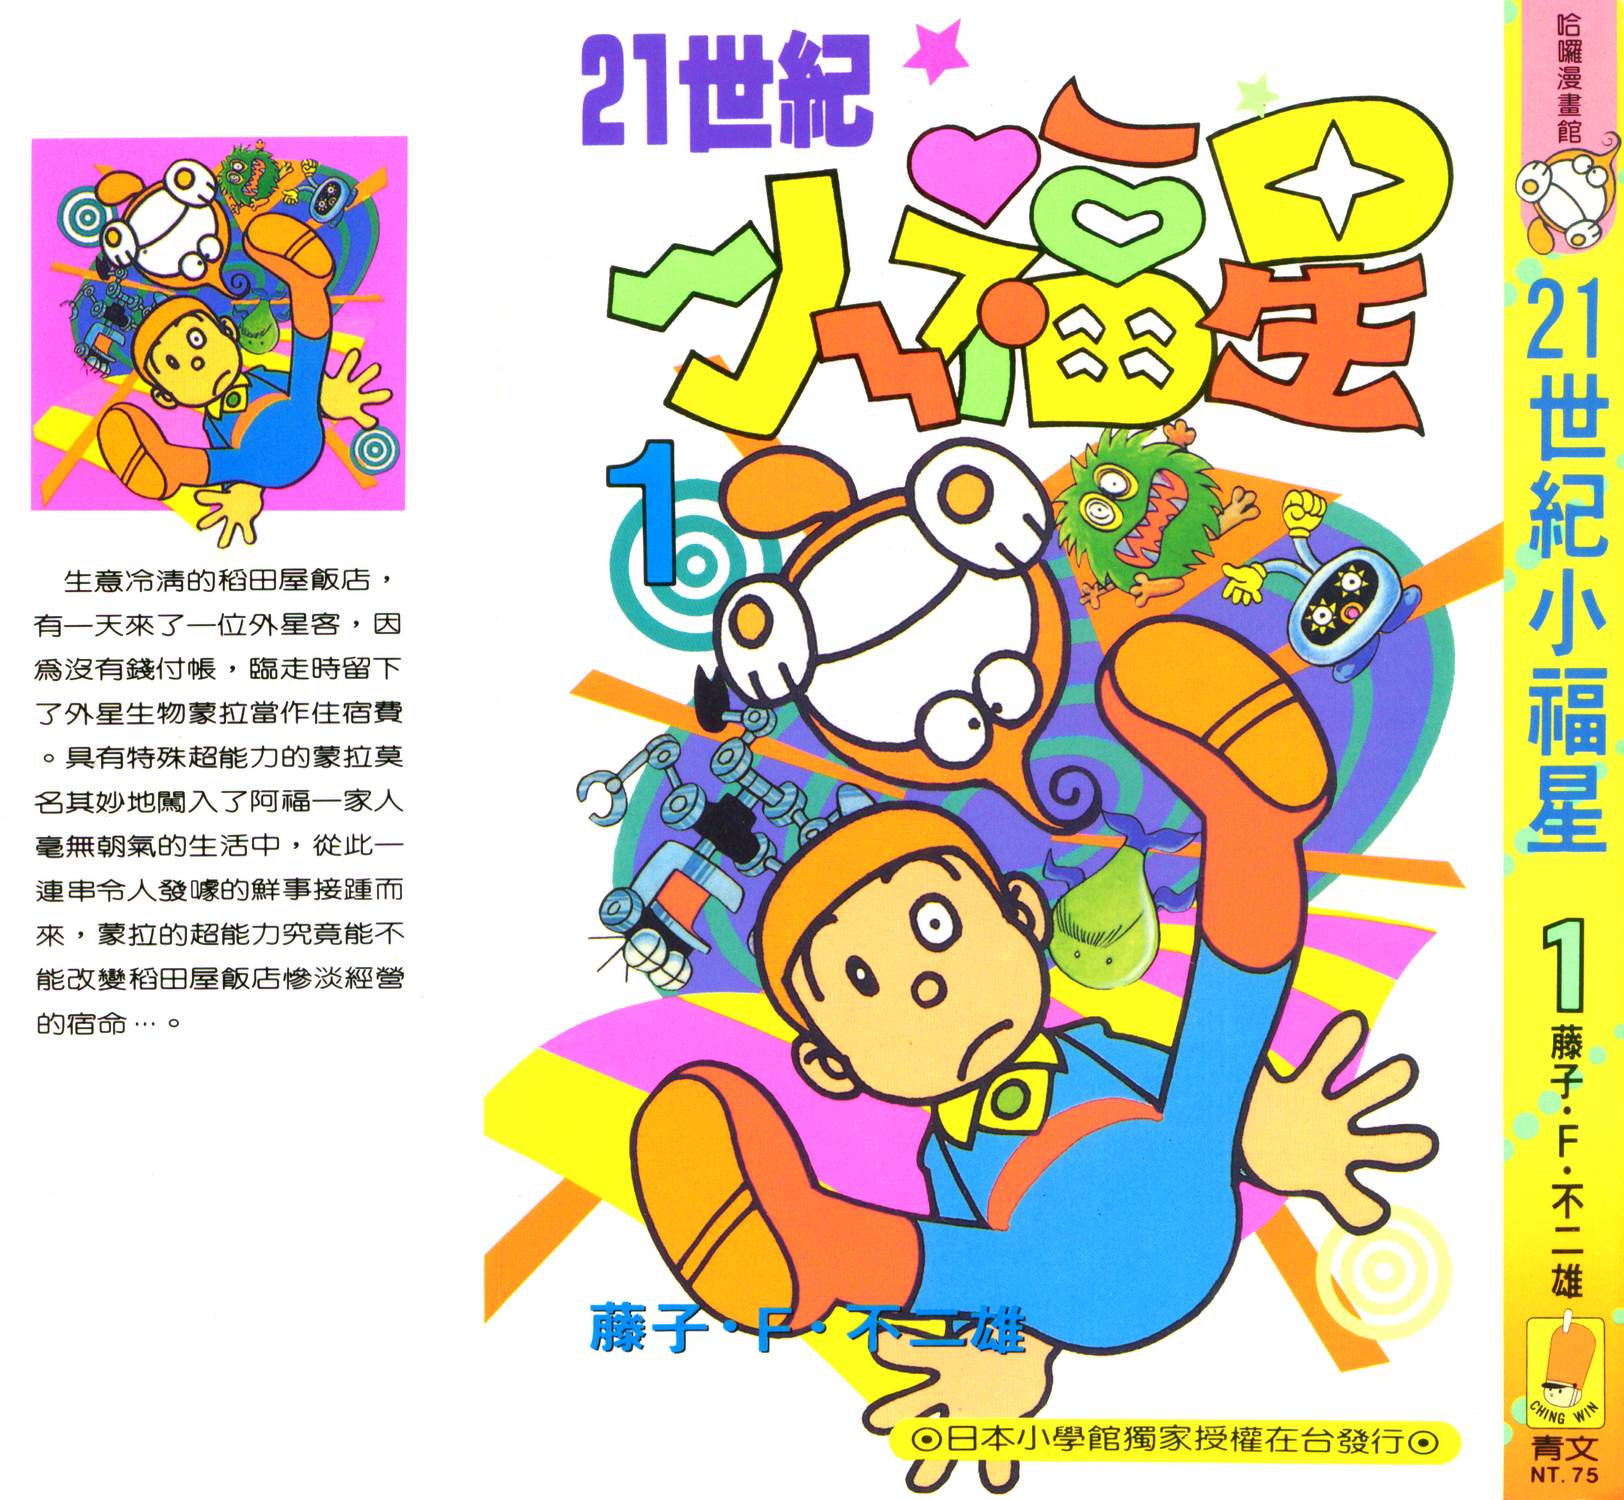 21世紀
小福星
1
藤子・F・不二雄
⊙日本小學館獨家授權在台發行⊙
生意冷清的稻田屋飯店，
有一天來了一位外星客，因
為沒有錢付帳，臨走時留下
了外星生物蒙拉當作住宿費
。具有特殊超能力的蒙拉莫
名其妙地闖入了阿福一家人
毫無朝氣的生活中，從此一
連串令人發噱的鮮事接踵而
來，蒙拉的超能力究竟能不
能改變稻田屋飯店慘淡經營
的宿命…。
哈囉漫畫館
21世紀小福星
1
藤子・F・不二雄
CHING WIN
青文
NT. 75